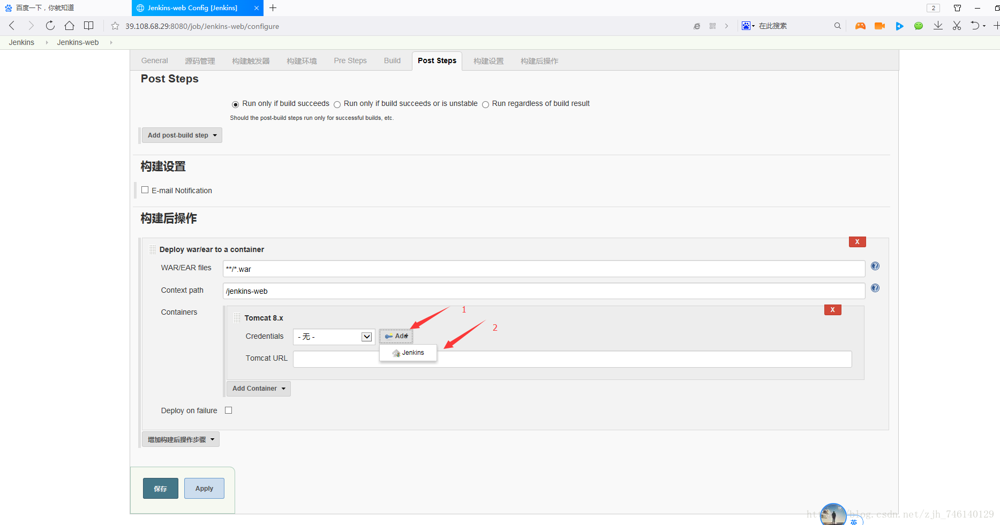 百度一下，你就知道
Jenkins-web Config [Jenkins]
2
39.108.68.29:8080/job/Jenkins-web/configure
在此搜索
Jenkins
Jenkins-web
General 源码管理 构建触发器 构建环境 Pre Steps Build Post Steps 构建设置 构建后操作
Post Steps
Run only if build succeeds Run only if build succeeds or is unstable Run regardless of build result
Should the post-build steps run only for successful builds, etc.
Add post-build step
构建设置
E-mail Notification
构建后操作
X
Deploy war/ear to a container
WAR/EAR files **/*.war
Context path /jenkins-web
Containers
X
1
Tomcat 8.x
2
Credentials - 无 - Add
Jenkins
Tomcat URL
Add Container
Deploy on failure
增加构建后操作步骤
保存 Apply
blog.csdn.net/zjh_746140129
英